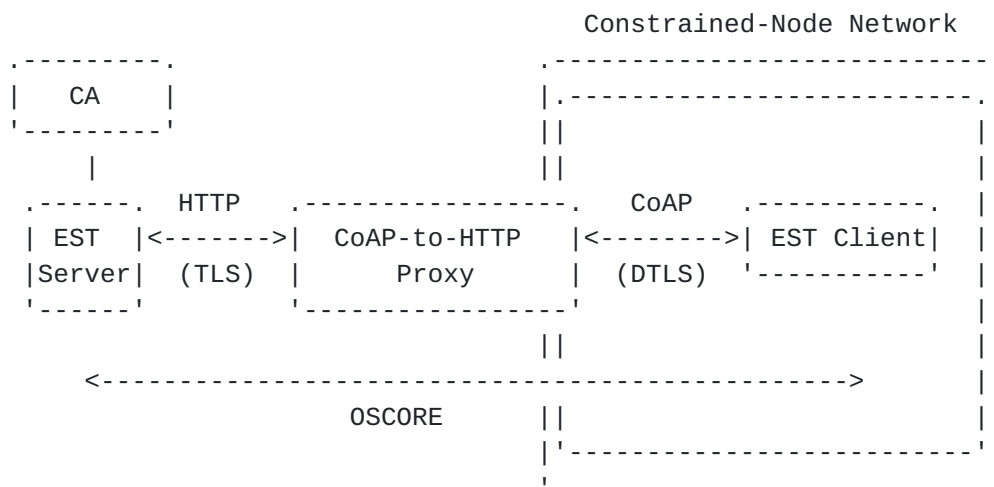 Constrained-Node Network
CA
HTTP CoAP
EST CoAP-to-HTTP EST Client
Server (TLS) Proxy (DTLS)
OSCORE